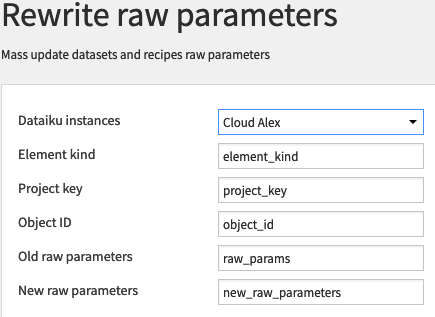 Rewrite raw parameters
Mass update datasets and recipes raw parameters
Dataiku instances Cloud Alex
Element kind element_kind
Project key project_key
Object ID object_id
Old raw parameters raw_params
New raw parameters new_raw_parameters